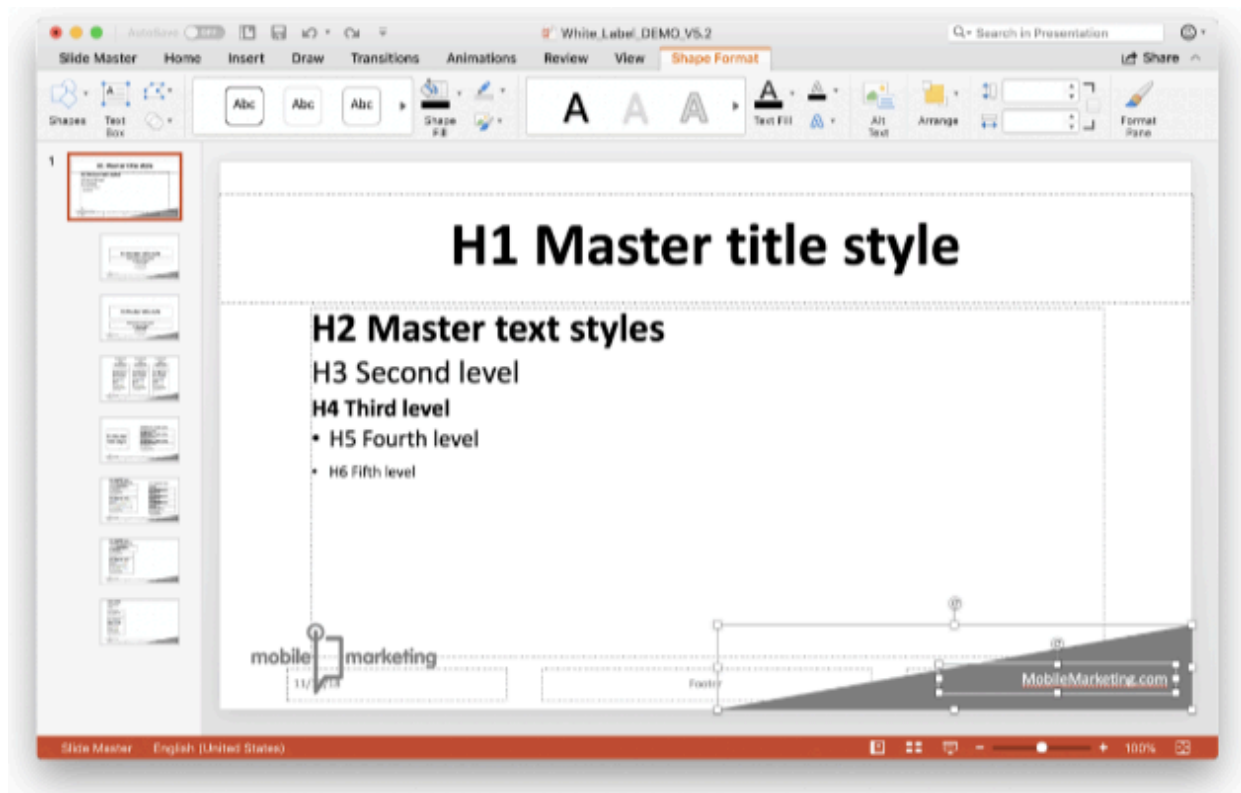 AutoSave OFF White_Label_DEMO_V5.2 Search in Presentation
Slide Master Home Insert Draw Transitions Animations Review View Shape Format Share
Abc Abc Abc A A A A
Shapes Text Box Shape Fill Text Fill Alt Text Arrange Format Pane
1
H1 Master title style
H2 Master text styles
H3 Second level
H4 Third level
• H5 Fourth level
• H6 Fifth level
mobile marketing
Footer
MobileMarketing.com
Slide Master English (United States) 100%